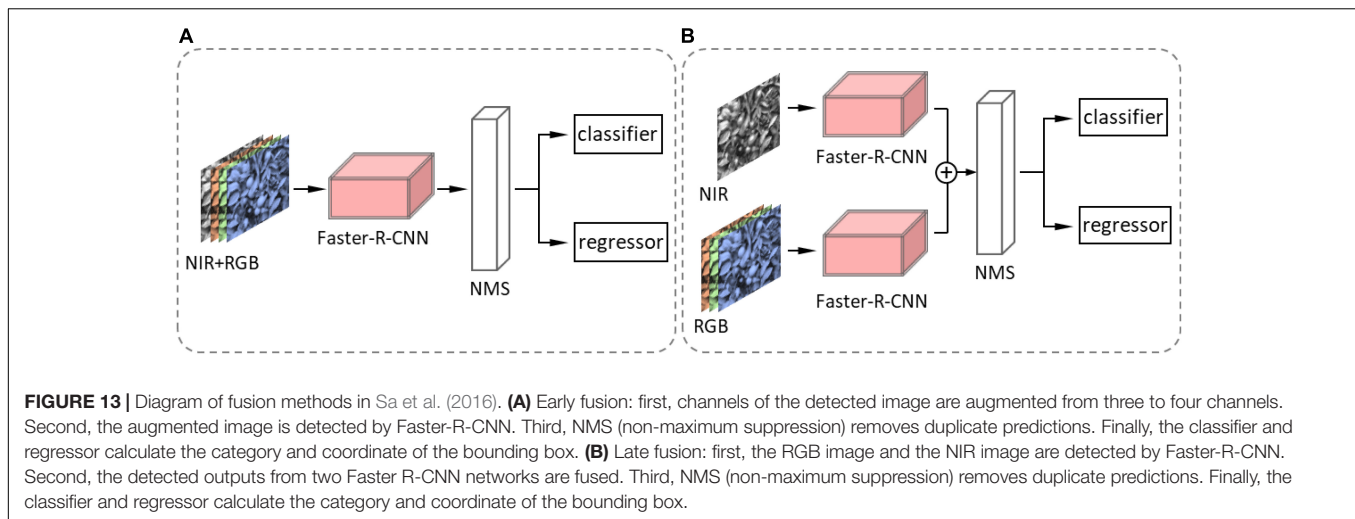 A
NIR+RGB
Faster-R-CNN
NMS
classifier
regressor
B
NIR
RGB
Faster-R-CNN
Faster-R-CNN
NMS
classifier
regressor
FIGURE 13 | Diagram of fusion methods in Sa et al. (2016). (A) Early fusion: first, channels of the detected image are augmented from three to four channels.
Second, the augmented image is detected by Faster-R-CNN. Third, NMS (non-maximum suppression) removes duplicate predictions. Finally, the classifier and
regressor calculate the category and coordinate of the bounding box. (B) Late fusion: first, the RGB image and the NIR image are detected by Faster-R-CNN.
Second, the detected outputs from two Faster R-CNN networks are fused. Third, NMS (non-maximum suppression) removes duplicate predictions. Finally, the
classifier and regressor calculate the category and coordinate of the bounding box.